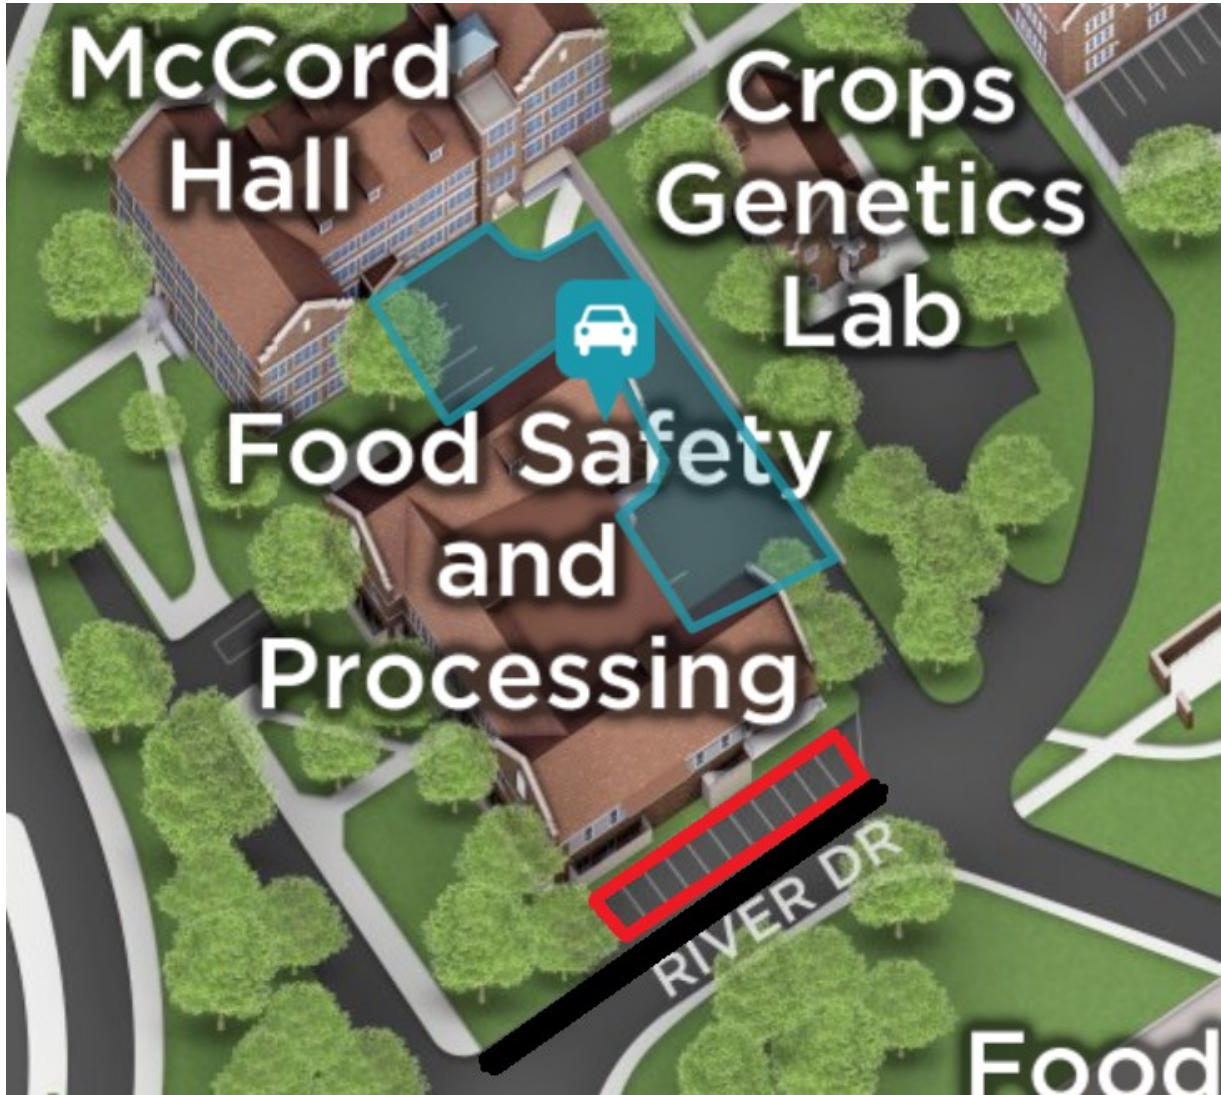 McCord
Hall
Crops
Genetics
Lab
Food Safety
and
Processing
RIVER DR
Food